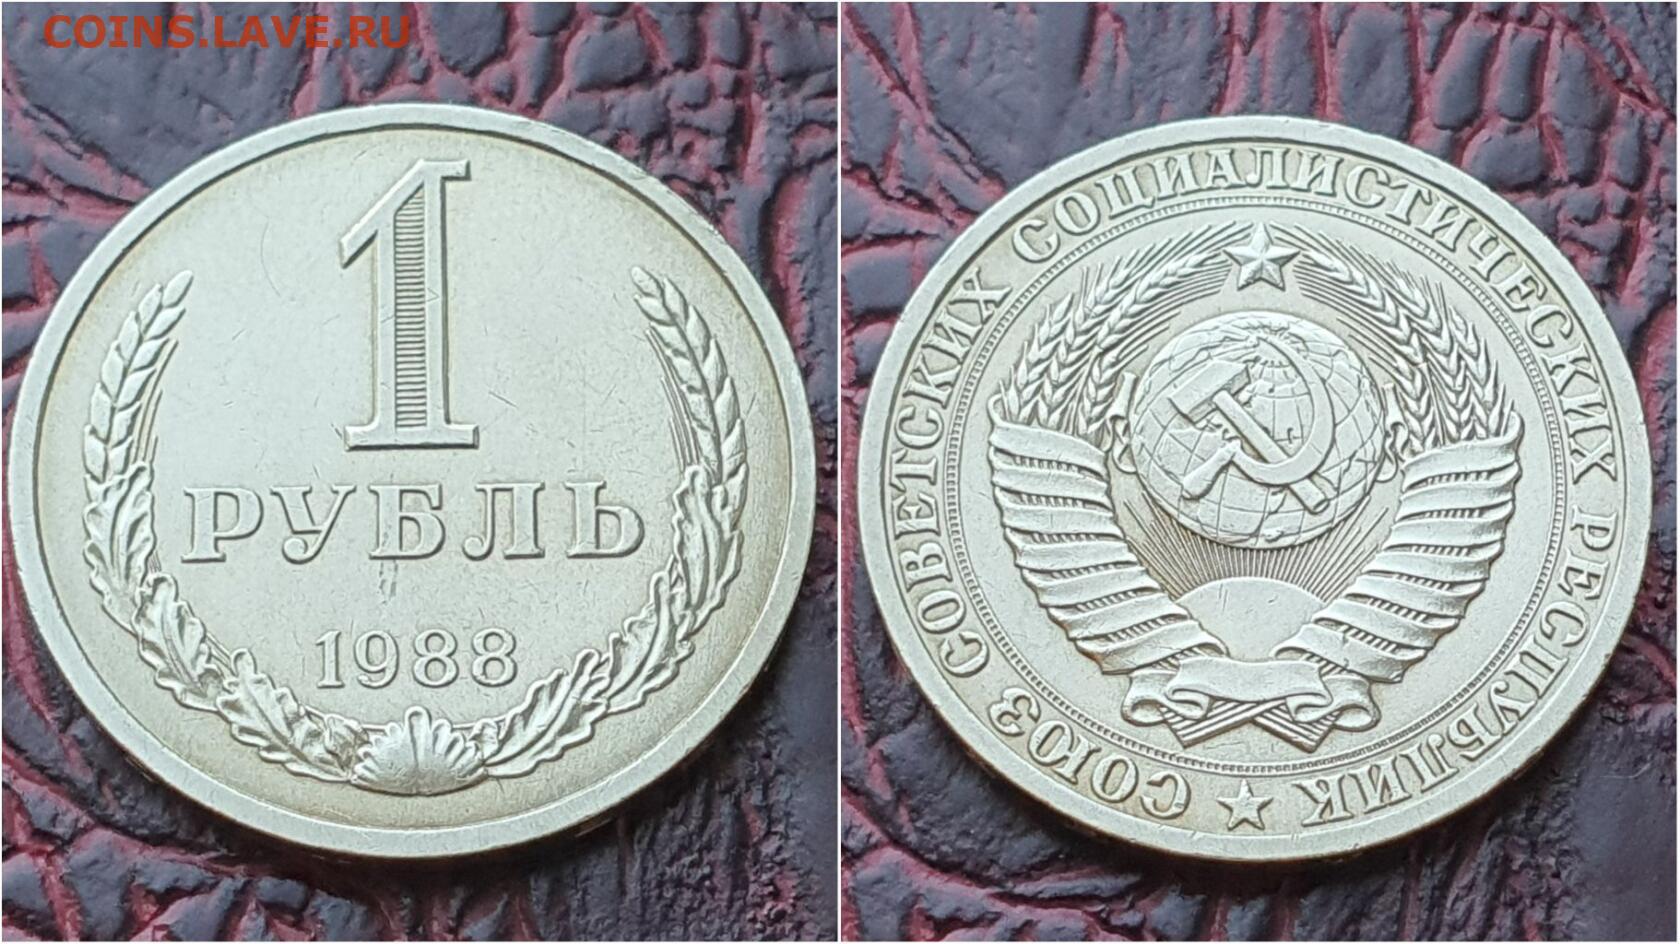 COINS.LAVE.RU
1
РУБЛЬ
1988
СОЮЗ СОВЕТСКИХ СОЦИАЛИСТИЧЕСКИХ РЕСПУБЛИК